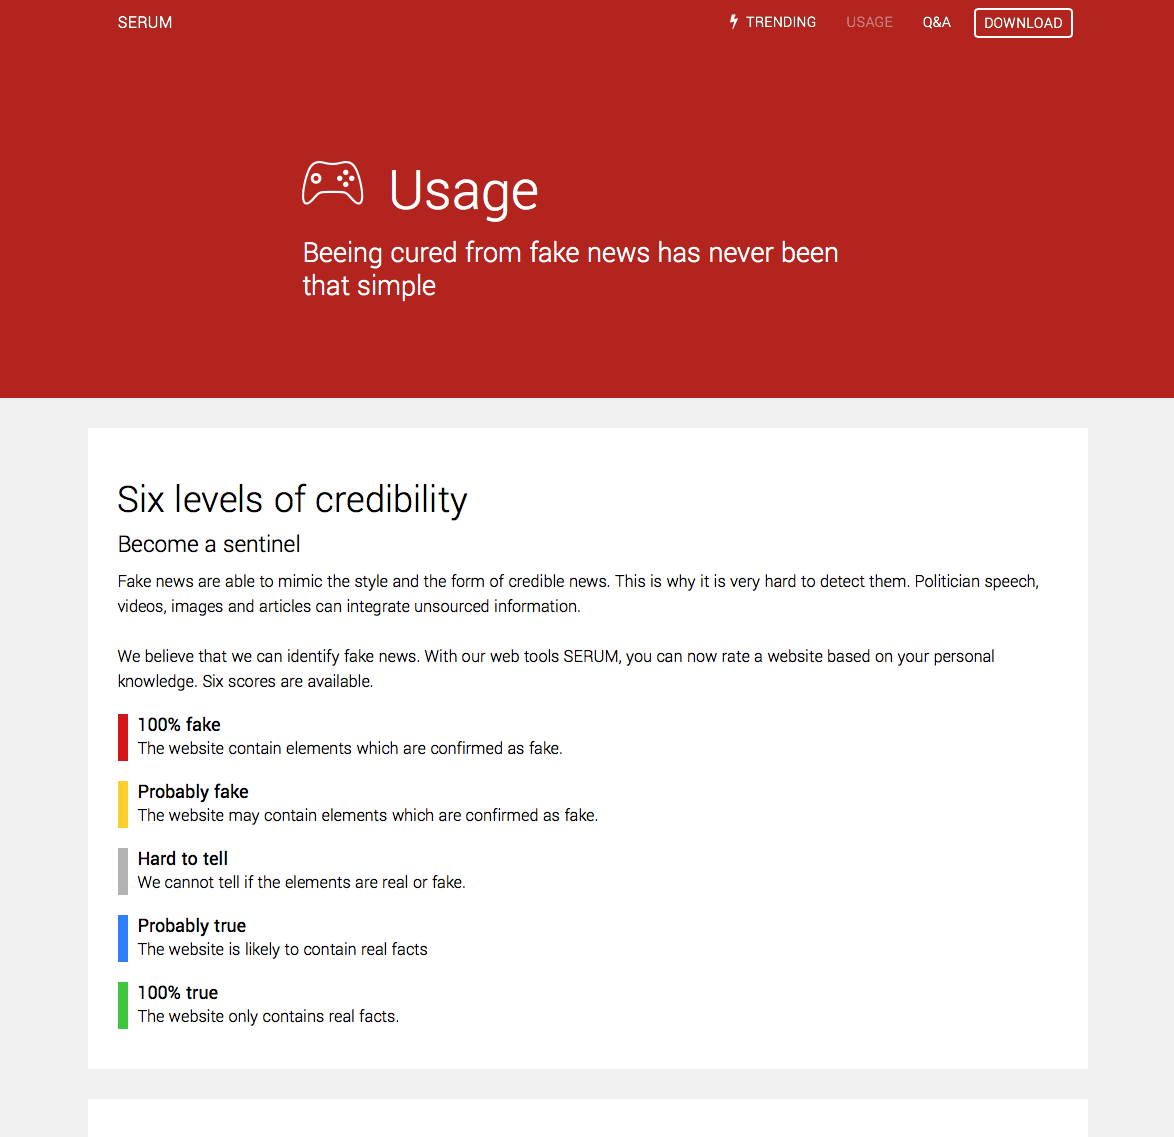 SERUM
TRENDING
USAGE
Q&A
DOWNLOAD
Usage
Beeing cured from fake news has never been
that simple
Six levels of credibility
Become a sentinel
Fake news are able to mimic the style and the form of credible news. This is why it is very hard to detect them. Politician speech,
videos, images and articles can integrate unsourced information.
We believe that we can identify fake news. With our web tools SERUM, you can now rate a website based on your personal
knowledge. Six scores are available.
100% fake
The website contain elements which are confirmed as fake.
Probably fake
The website may contain elements which are confirmed as fake.
Hard to tell
We cannot tell if the elements are real or fake.
Probably true
The website is likely to contain real facts
100% true
The website only contains real facts.